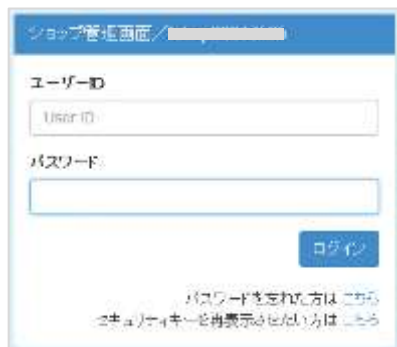 ショップ管理画面／
ユーザーID
User ID
パスワード
ログイン
パスワードを忘れた方は こちら
セキュリティキーを再表示させたい方は こちら